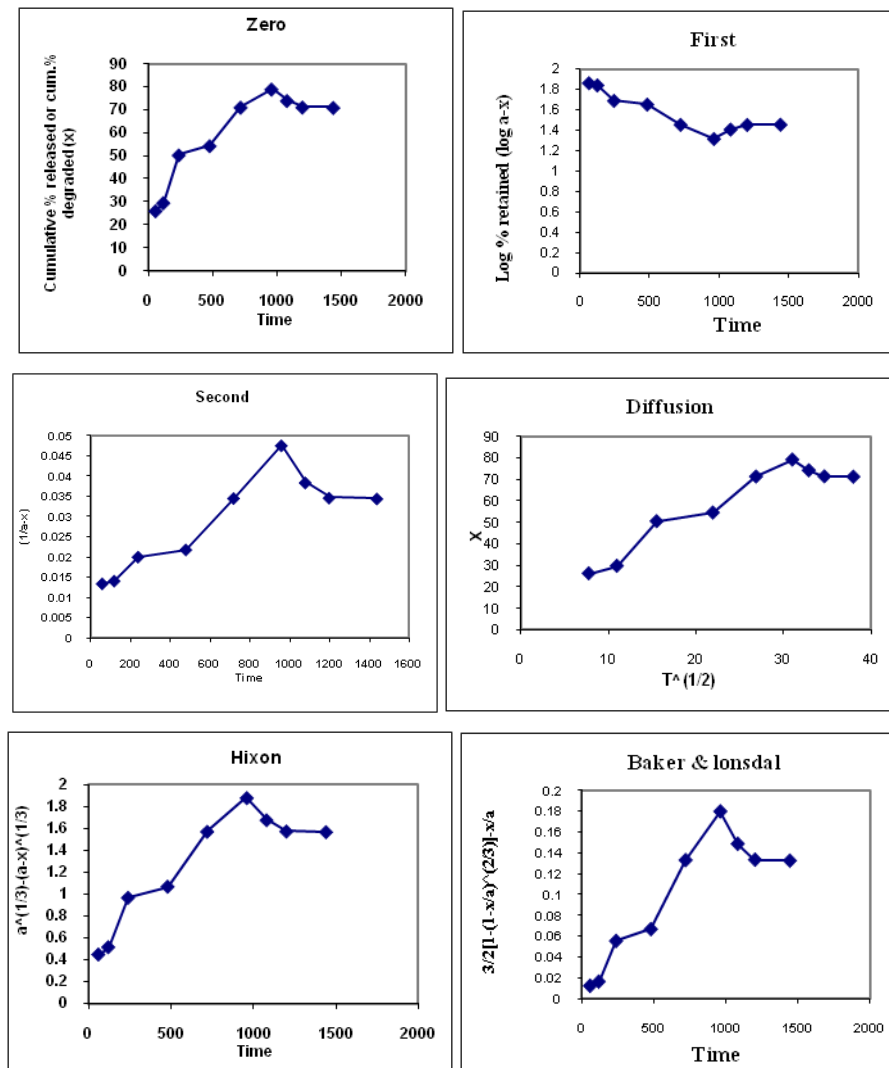 Zero
Cumulative % released or cum.%
degraded (x)
90
80
70
60
50
40
30
20
10
0
0 500 1000 1500 2000
Time
First
Log % retained (log a-x)
2
1.8
1.6
1.4
1.2
1
0.8
0.6
0.4
0.2
0
0 500 1000 1500 2000
Time
Second
(1/a-x)
0.05
0.045
0.04
0.035
0.03
0.025
0.02
0.015
0.01
0.005
0
0 200 400 600 800 1000 1200 1400 1600
Time
Diffusion
X
90
80
70
60
50
40
30
20
10
0
0 10 20 30 40
T^(1/2)
Hixon
a^(1/3)-(a-x)^(1/3)
2
1.8
1.6
1.4
1.2
1
0.8
0.6
0.4
0.2
0
0 500 1000 1500 2000
Time
Baker & lonsdal
3/2[1-(1-x/a)^(2/3)]-x/a
0.2
0.18
0.16
0.14
0.12
0.1
0.08
0.06
0.04
0.02
0
0 500 1000 1500 2000
Time